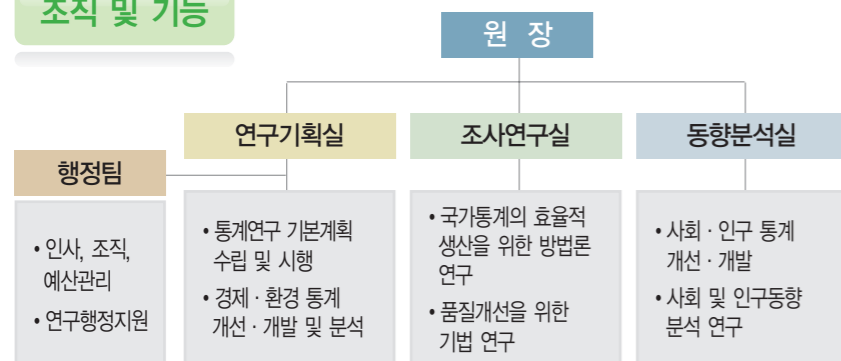 조직 및 기능
원 장
연구기획실
조사연구실
동향분석실
행정팀
• 인사, 조직,
예산관리
• 연구행정지원
• 통계연구 기본계획
수립 및 시행
• 경제 · 환경 통계
개선 · 개발 및 분석
• 국가통계의 효율적
생산을 위한 방법론
연구
• 품질개선을 위한
기법 연구
• 사회 · 인구 통계
개선 · 개발
• 사회 및 인구동향
분석 연구